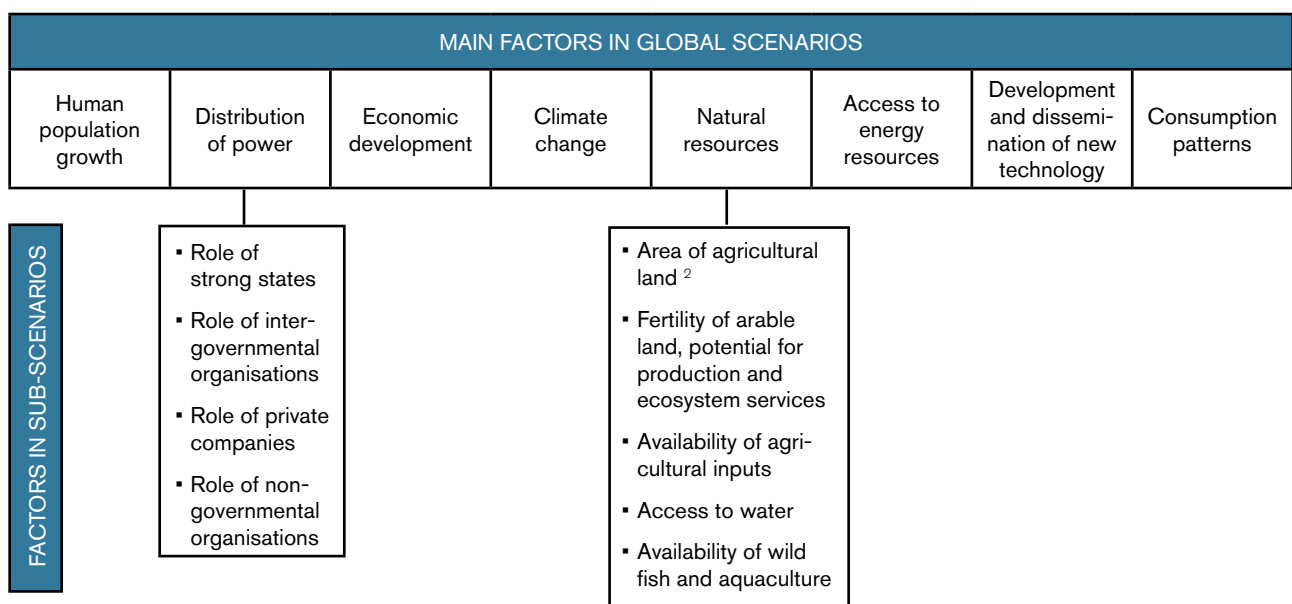 MAIN FACTORS IN GLOBAL SCENARIOS
Human
population
growth
Distribution
of power
Economic
development
Climate
change
Natural
resources
Access to
energy
resources
Development
and dissemi-
nation of new
technology
Consumption
patterns
FACTORS IN SUB-SCENARIOS
▪ Role of
strong states
▪ Role of inter-
governmental
organisations
▪ Role of private
companies
▪ Role of non-
governmental
organisations
▪ Area of agricultural
land ²
▪ Fertility of arable
land, potential for
production and
ecosystem services
▪ Availability of agri-
cultural inputs
▪ Access to water
▪ Availability of wild
fish and aquaculture